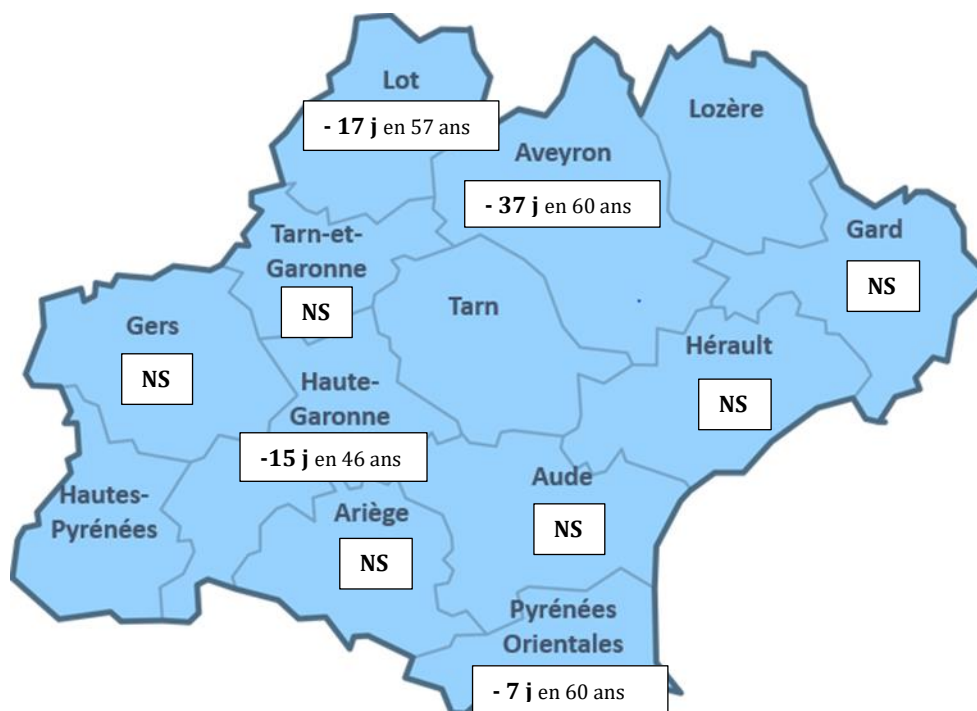 Lot
- 17 j en 57 ans
Lozère
Aveyron
- 37 j en 60 ans
Gard
NS
Tarn-et-
Garonne
NS
Tarn
Gers
NS
Hérault
NS
Haute-
Garonne
-15 j en 46 ans
Hautes-
Pyrénées
Aude
NS
Ariège
NS
Pyrénées
Orientales
- 7 j en 60 ans